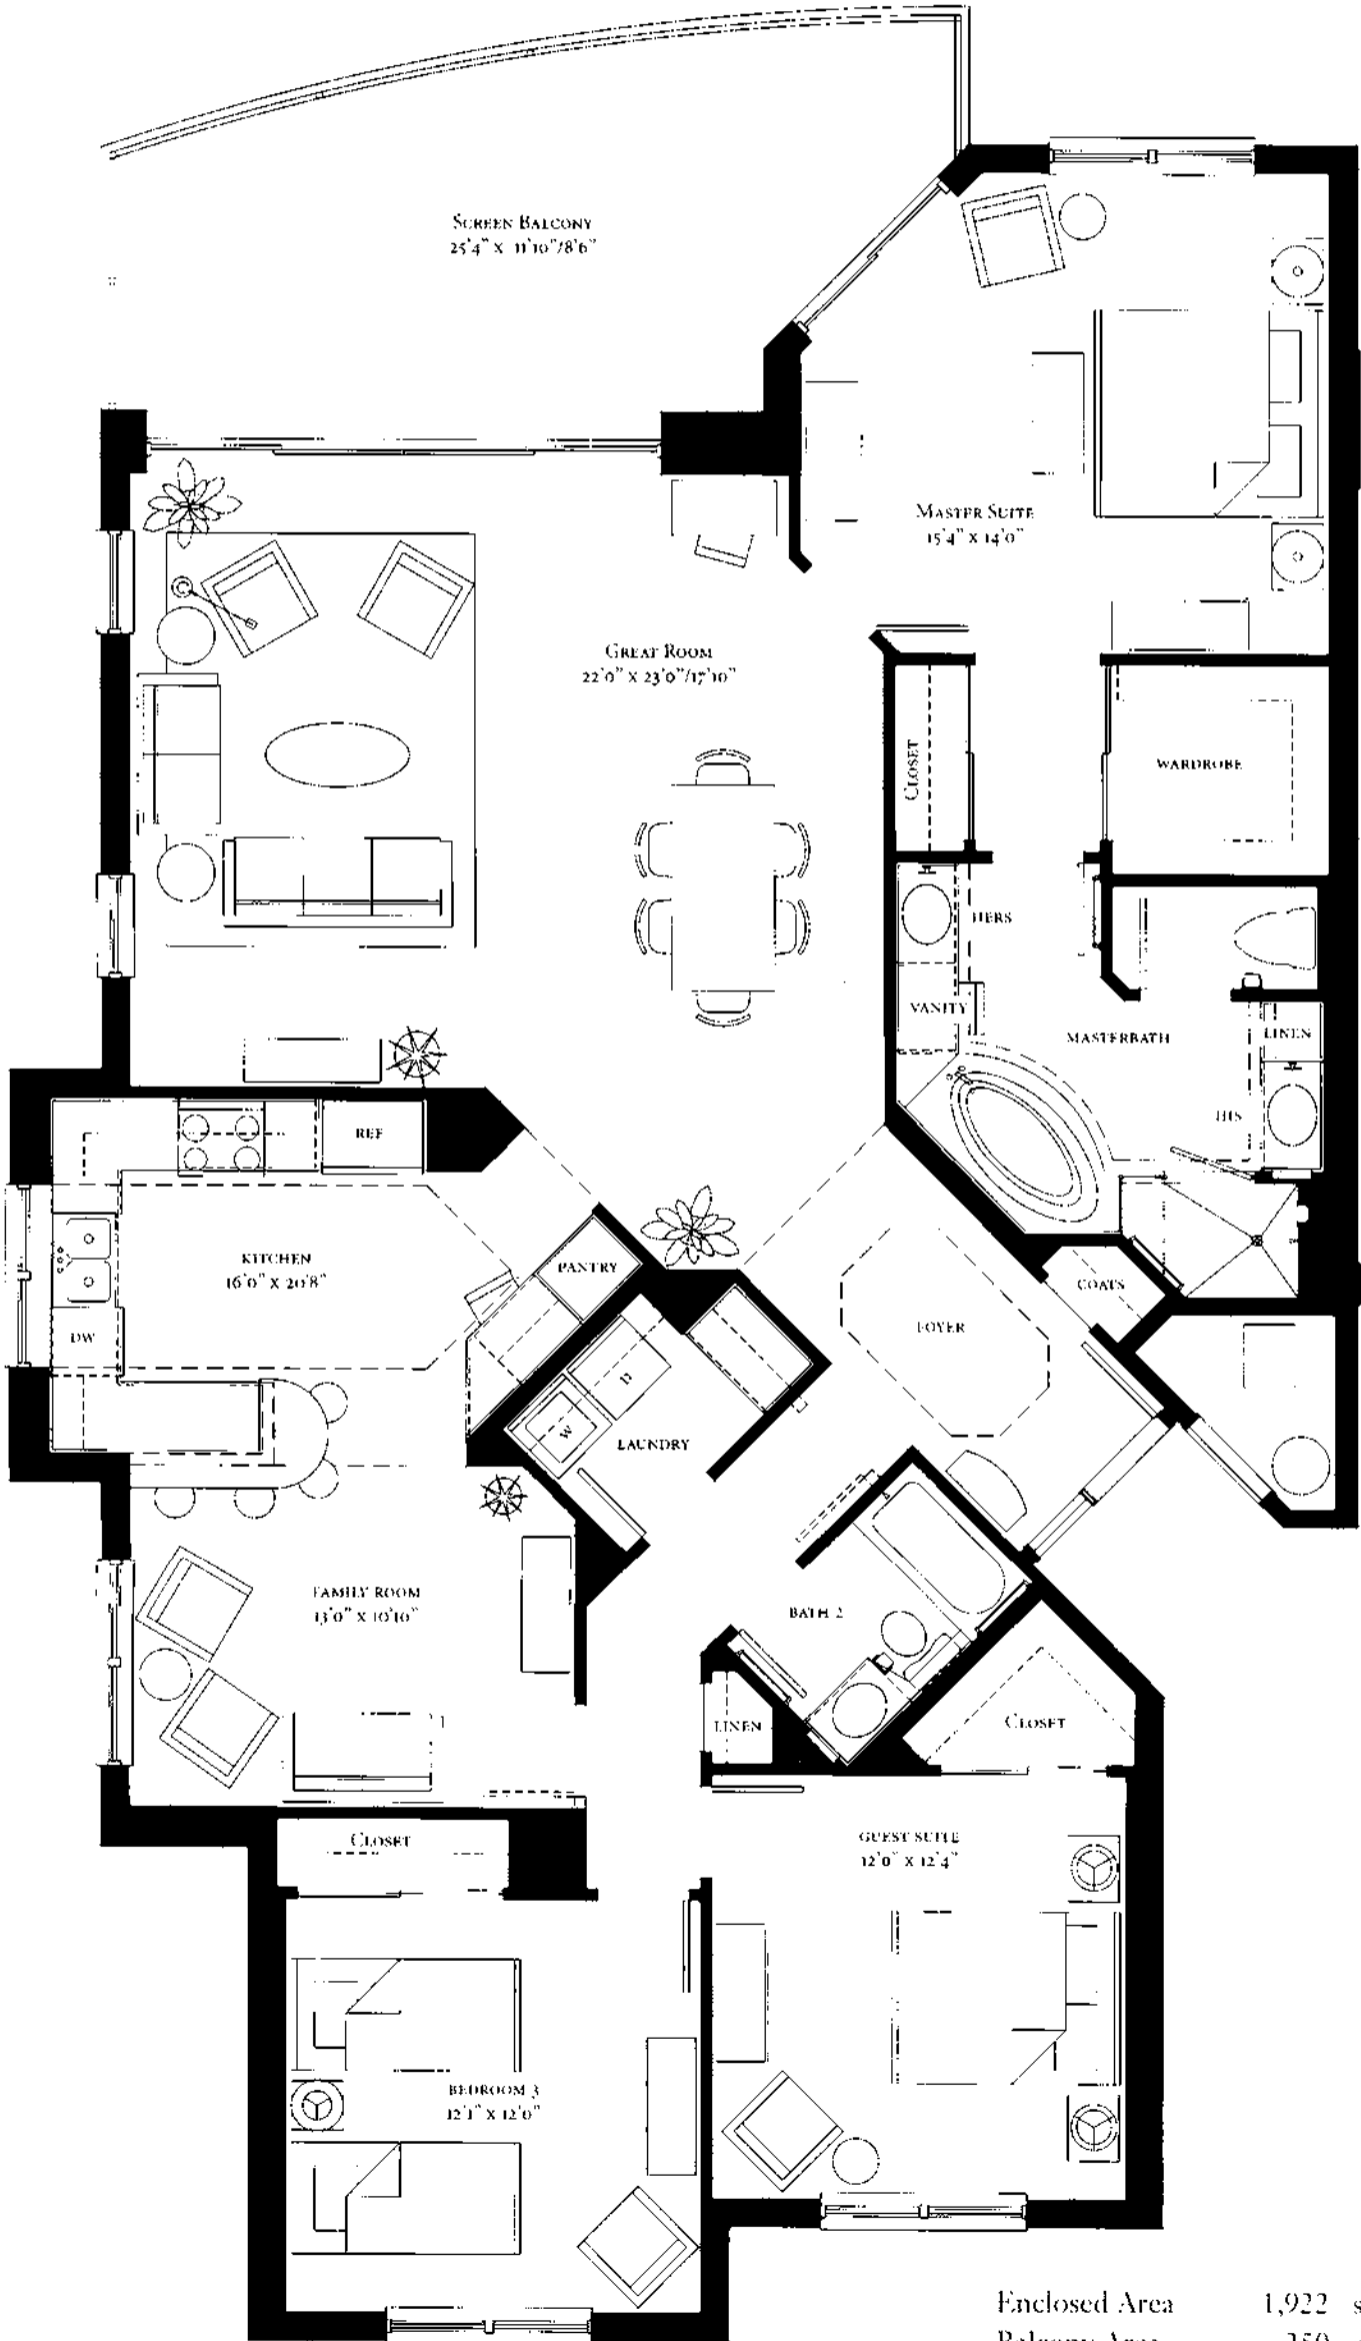 SCREEN BALCONY
25'4" X 11'10"/8'6"
MASTER SUITE
15'4" X 14'0"
GREAT ROOM
22'0" X 23'0"/17'10"
CLOSET
WARDROBE
HERS
VANITY
MASTERBATH
LINEN
HIS
REF
KITCHEN
16'0" X 20'8"
PANTRY
COATS
DW
FOYER
D
W
LAUNDRY
FAMILY ROOM
13'0" X 10'10"
BATH 2
LINEN
CLOSET
CLOSET
GUEST SUITE
12'0" X 12'4"
BEDROOM 3
12'1" X 12'0"
Enclosed Area 1,922 s
Balcony Area